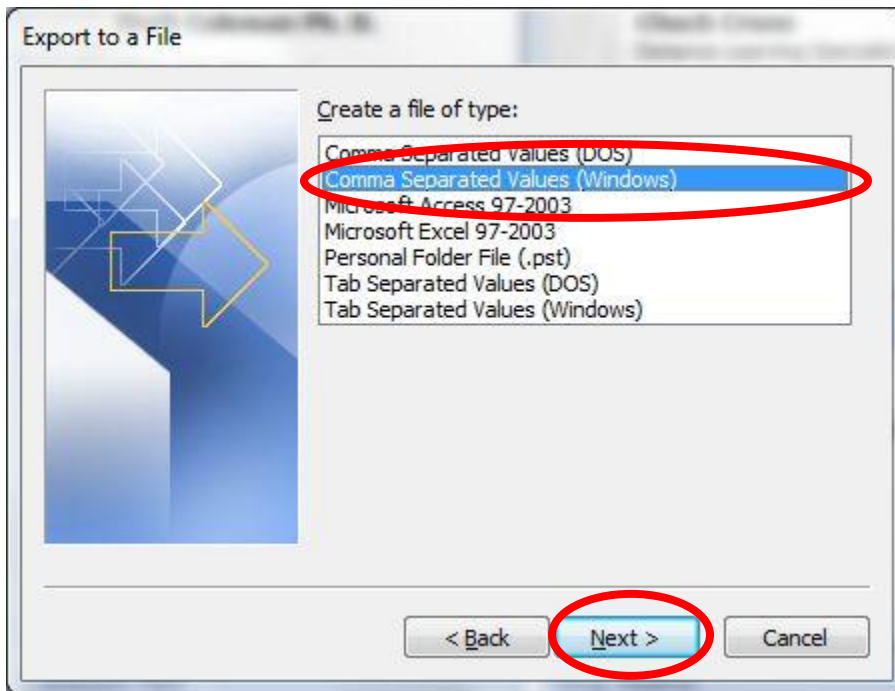 Export to a File
Create a file of type:
Comma Separated Values (DOS)
Comma Separated Values (Windows)
Microsoft Access 97-2003
Microsoft Excel 97-2003
Personal Folder File (.pst)
Tab Separated Values (DOS)
Tab Separated Values (Windows)
< Back
Next >
Cancel